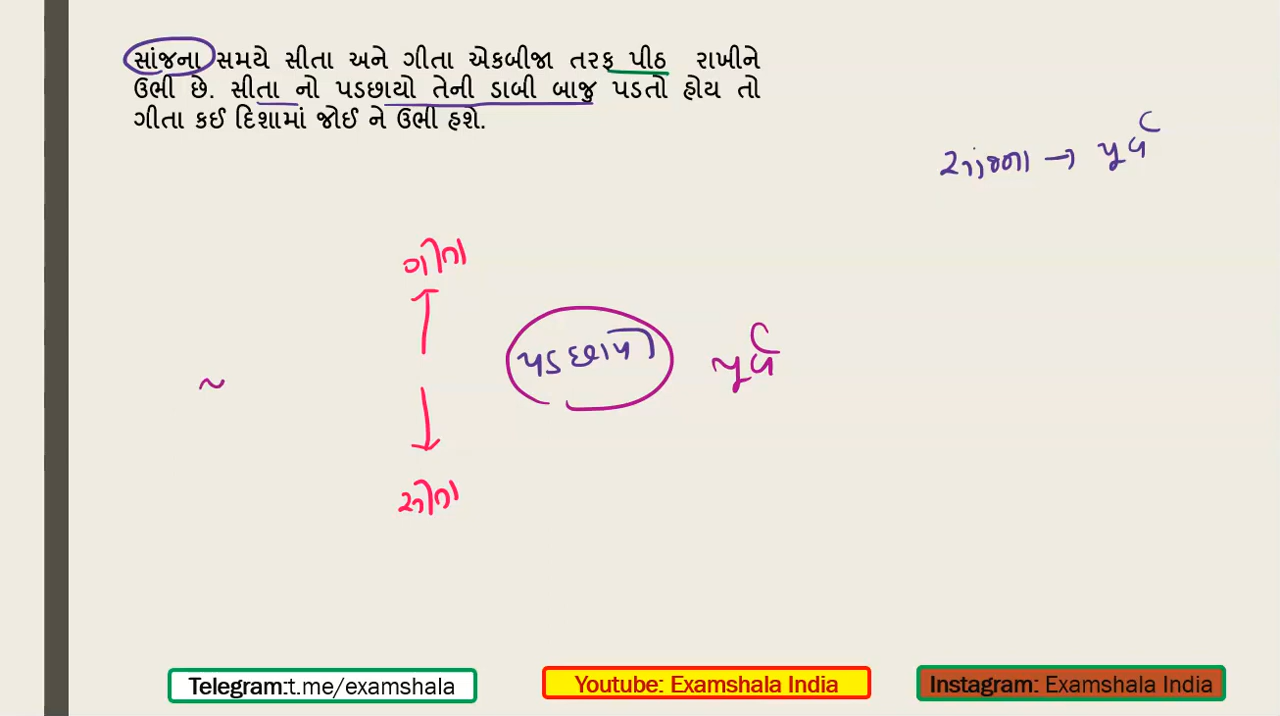 સાંજના સમયે સીતા અને ગીતા એકબીજા તરફ પીઠ રાખીને
ઉભી છે. સીતા નો પડછાયો તેની ડાબી બાજુ પડતો હોય તો
ગીતા કઈ દિશામાં જોઈ ને ઉભી હશે.
સાંજના → પૂર્વ
ગીતા
પડછાયો પૂર્વ
સીતા
Telegram:t.me/examshala
Youtube: Examshala India
Instagram: Examshala India